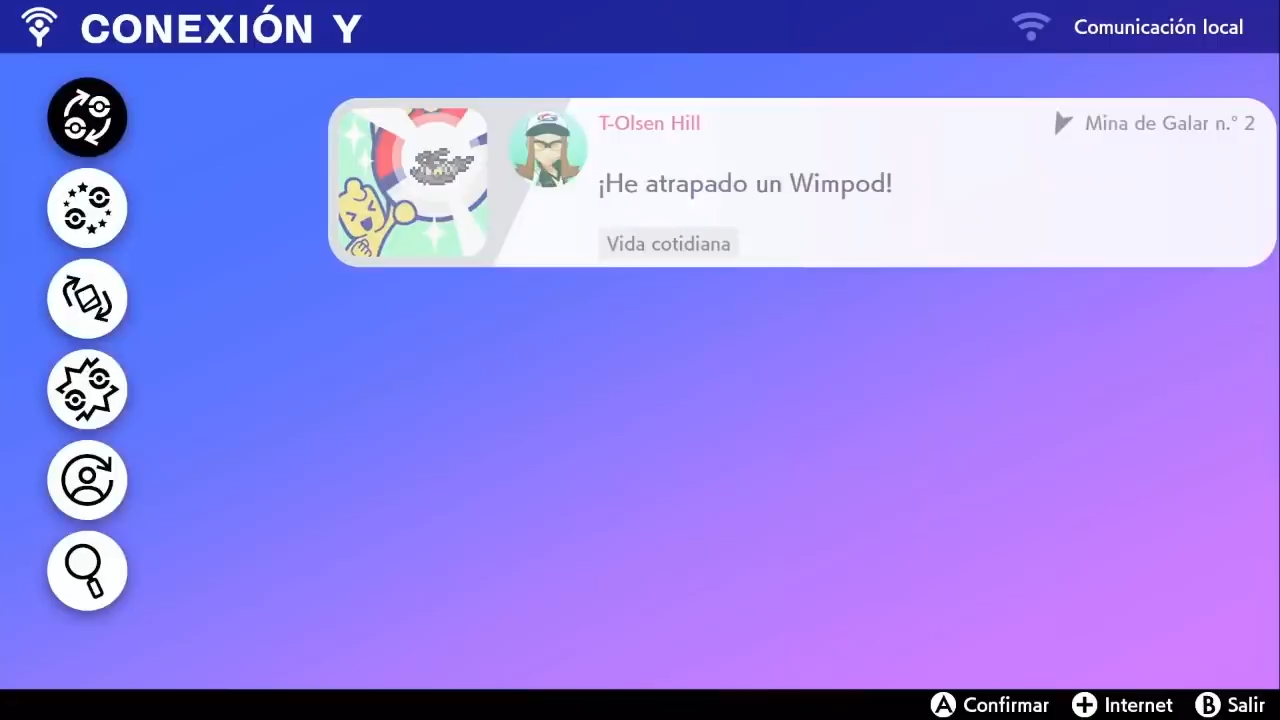 CONEXIÓN Y
Comunicación local
T-Olsen Hill
Mina de Galar n.° 2
¡He atrapado un Wimpod!
Vida cotidiana
A Confirmar
+ Internet
B Salir